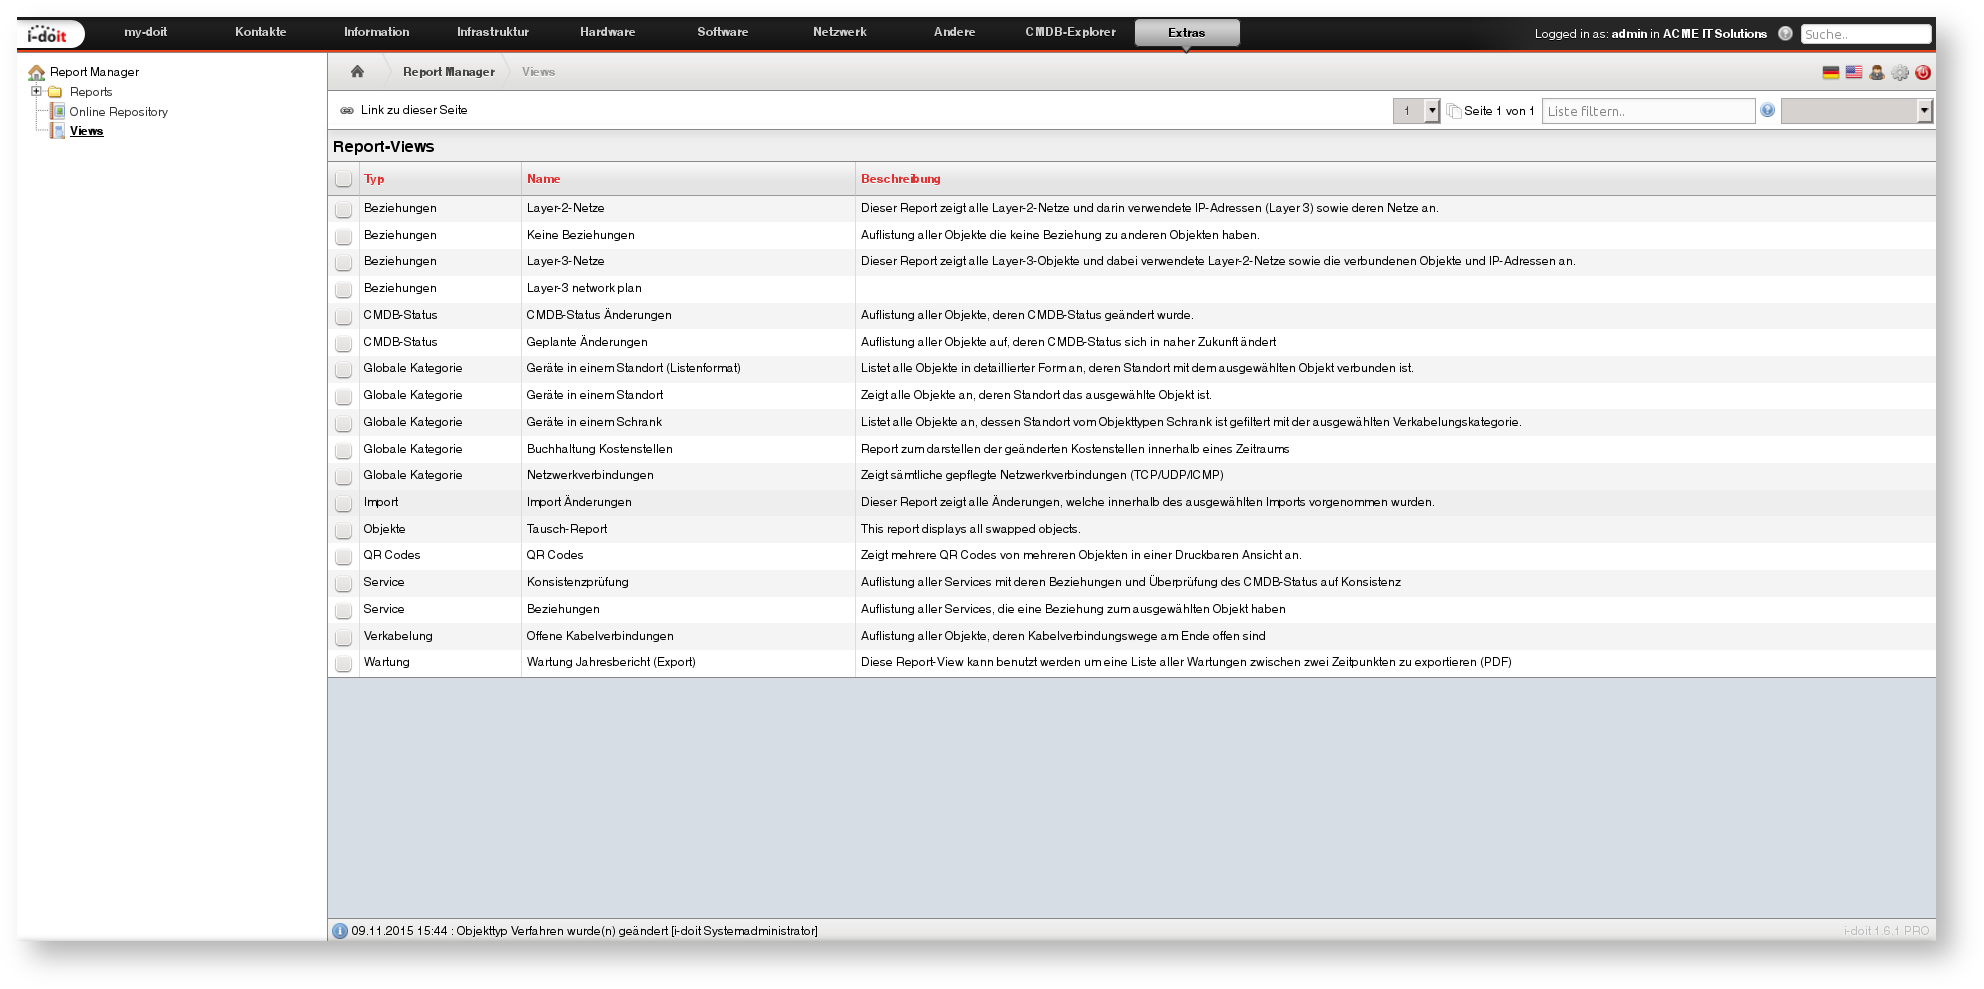 i-doit my-doit Kontakte Information Infrastruktur Hardware Software Netzwerk Andere CMDB-Explorer Extras Logged in as: admin in ACME IT Solutions Suche..
Report Manager
Reports
Online Repository
Views
Report Manager Views
Link zu dieser Seite 1 Seite 1 von 1 Liste filtern..
Report-Views
Typ Name Beschreibung
Beziehungen Layer-2-Netze Dieser Report zeigt alle Layer-2-Netze und darin verwendete IP-Adressen (Layer 3) sowie deren Netze an.
Beziehungen Keine Beziehungen Auflistung aller Objekte die keine Beziehung zu anderen Objekten haben.
Beziehungen Layer-3-Netze Dieser Report zeigt alle Layer-3-Objekte und dabei verwendete Layer-2-Netze sowie die verbundenen Objekte und IP-Adressen an.
Beziehungen Layer-3 network plan
CMDB-Status CMDB-Status Änderungen Auflistung aller Objekte, deren CMDB-Status geändert wurde.
CMDB-Status Geplante Änderungen Auflistung aller Objekte auf, deren CMDB-Status sich in naher Zukunft ändert
Globale Kategorie Geräte in einem Standort (Listenformat) Listet alle Objekte in detaillierter Form an, deren Standort mit dem ausgewählten Objekt verbunden ist.
Globale Kategorie Geräte in einem Standort Zeigt alle Objekte an, deren Standort das ausgewählte Objekt ist.
Globale Kategorie Geräte in einem Schrank Listet alle Objekte an, dessen Standort vom Objekttypen Schrank ist gefiltert mit der ausgewählten Verkabelungskategorie.
Globale Kategorie Buchhaltung Kostenstellen Report zum darstellen der geänderten Kostenstellen innerhalb eines Zeitraums
Globale Kategorie Netzwerkverbindungen Zeigt sämtliche gepflegte Netzwerkverbindungen (TCP/UDP/ICMP)
Import Import Änderungen Dieser Report zeigt alle Änderungen, welche innerhalb des ausgewählten Imports vorgenommen wurden.
Objekte Tausch-Report This report displays all swapped objects.
QR Codes QR Codes Zeigt mehrere QR Codes von mehreren Objekten in einer Druckbaren Ansicht an.
Service Konsistenzprüfung Auflistung aller Services mit deren Beziehungen und Überprüfung des CMDB-Status auf Konsistenz
Service Beziehungen Auflistung aller Services, die eine Beziehung zum ausgewählten Objekt haben
Verkabelung Offene Kabelverbindungen Auflistung aller Objekte, deren Kabelverbindungswege am Ende offen sind
Wartung Wartung Jahresbericht (Export) Diese Report-View kann benutzt werden um eine Liste aller Wartungen zwischen zwei Zeitpunkten zu exportieren (PDF)
09.11.2015 15:44 : Objekttyp Verfahren wurde(n) geändert [i-doit Systemadministrator] i-doit 1.6.1 PRO